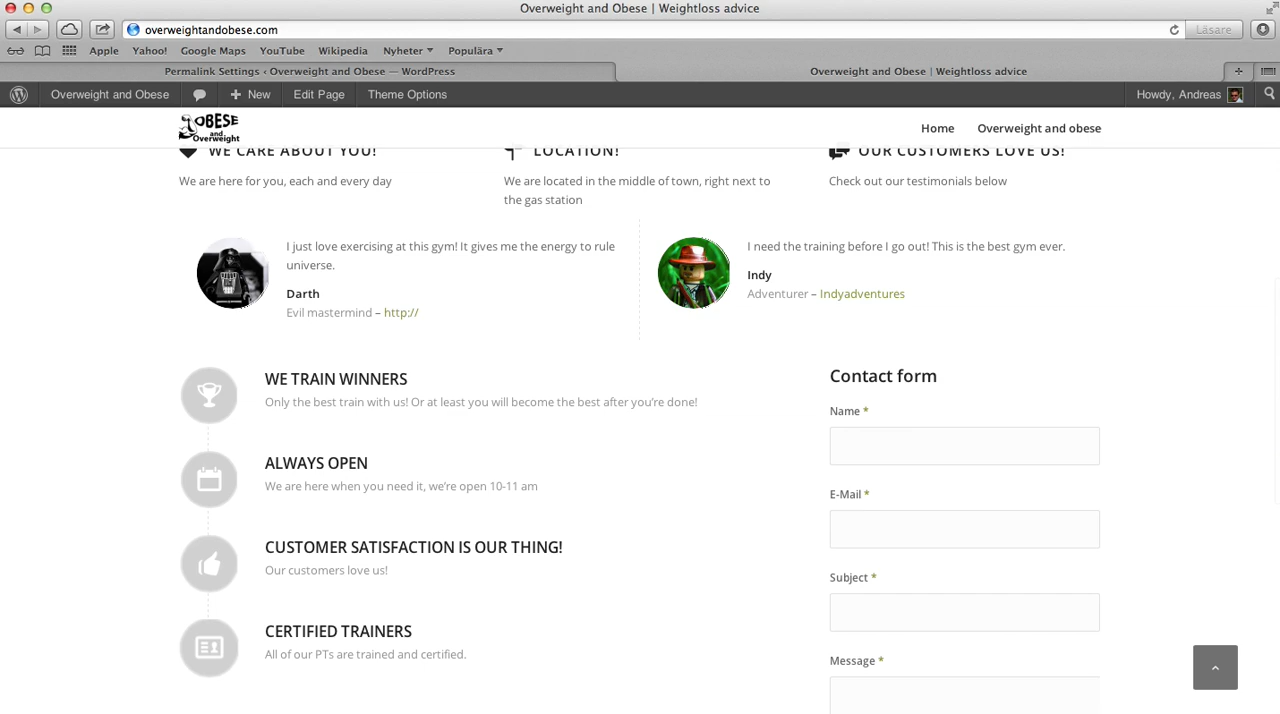 Overweight and Obese | Weightloss advice
overweightandobese.com
Läsare
Apple Yahoo! Google Maps YouTube Wikipedia Nyheter Populära
Permalink Settings ‹ Overweight and Obese — WordPress
Overweight and Obese | Weightloss advice
Overweight and Obese New Edit Page Theme Options Howdy, Andreas
OBESE
and
Overweight
Home Overweight and obese
WE CARE ABOUT YOU!
We are here for you, each and every day
LOCATION!
We are located in the middle of town, right next to
the gas station
OUR CUSTOMERS LOVE US!
Check out our testimonials below
I just love exercising at this gym! It gives me the energy to rule
universe.
Darth
Evil mastermind – http://
I need the training before I go out! This is the best gym ever.
Indy
Adventurer – Indyadventures
WE TRAIN WINNERS
Only the best train with us! Or at least you will become the best after you're done!
ALWAYS OPEN
We are here when you need it, we're open 10-11 am
CUSTOMER SATISFACTION IS OUR THING!
Our customers love us!
CERTIFIED TRAINERS
All of our PTs are trained and certified.
Contact form
Name *
E-Mail *
Subject *
Message *